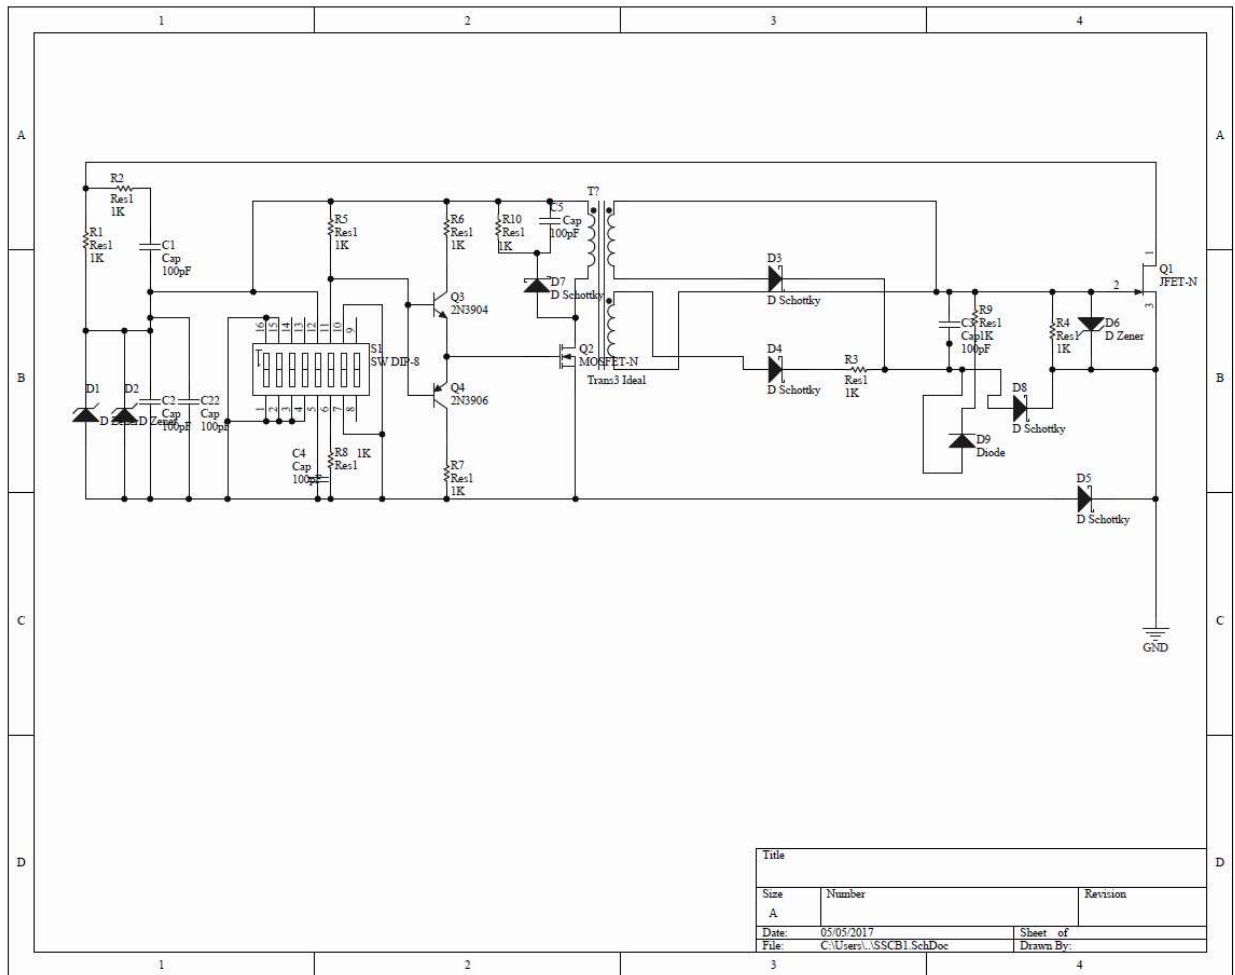 1 2 3 4
A A
R2
Res1
1K
T?
R1
Res1
1K
C1
Cap
100pF
R5
Res1
1K
R6
Res1
1K
R10
Res1
1K
C5
Cap
100pF
D7
D Schottky
D3
D Schottky
1
Q1
JFET-N
2
3
Q3
2N3904
R9
Res1
1K
C3
Cap
100pF
R4
Res1
1K
D6
D Zener
16 15 14 13 12 11 10 9
S1
SW DIP-8
1 2 3 4 5 6 7 8
Q2
MOSFET-N
Trans3 Ideal
D4
D Schottky
R3
Res1
1K
B B
D1
D Zener
D2
D Zener
C2
Cap
100pF
C22
Cap
100pF
Q4
2N3906
D8
D Schottky
D9
Diode
C4
Cap
100pF
R8 1K
Res1
R7
Res1
1K
D5
D Schottky
C C
GND
D D
Title
Size Number Revision
A
Date: 05/05/2017 Sheet of
File: C:\Users\..\SSCB1.SchDoc Drawn By:
1 2 3 4